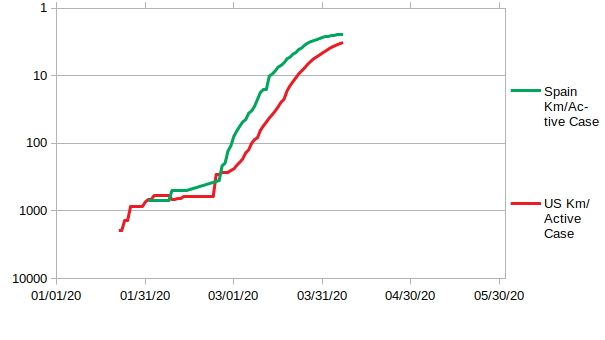 1
10
100
1000
10000
01/01/20
01/31/20
03/01/20
03/31/20
04/30/20
05/30/20
Spain
Km/Ac-
tive Case
US Km/
Active
Case